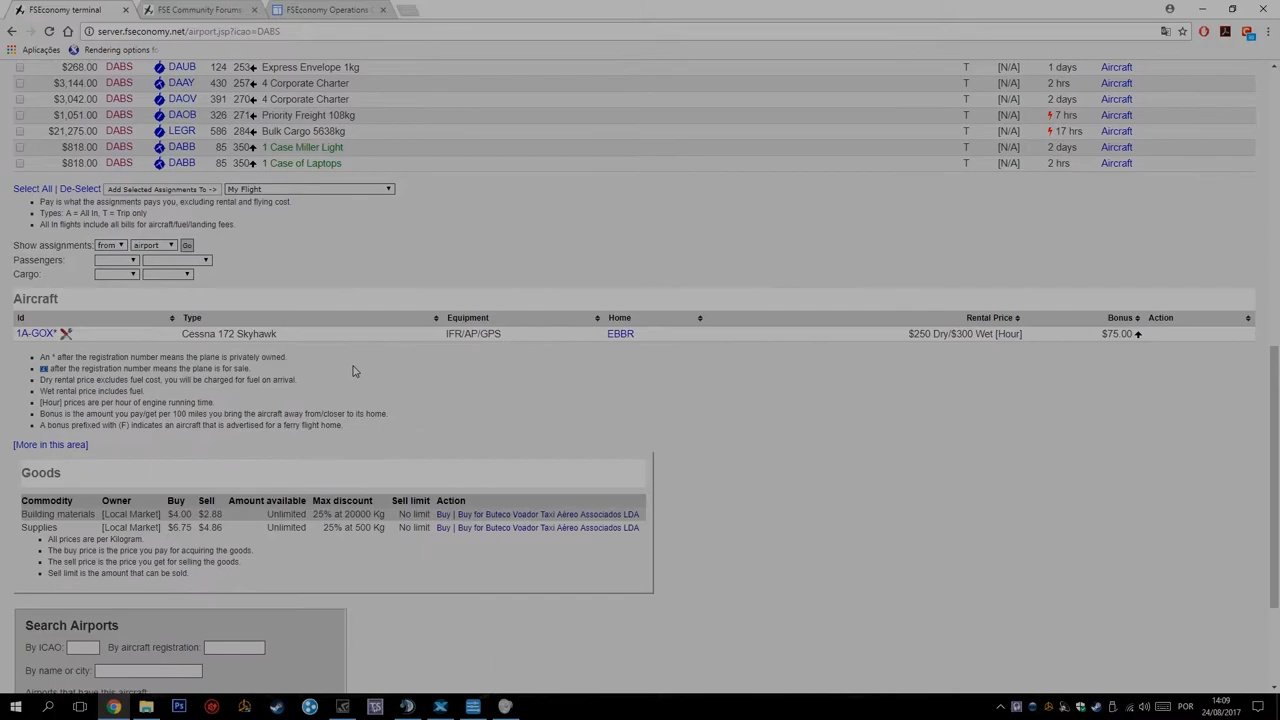 FSEconomy terminal FSE Community Forums FSEconomy Operations
server.fseconomy.net/airport.jsp?icao=DABS
Aplicações Rendering options fo
$268.00 DABS DAUB 124 253 Express Envelope 1kg T [N/A] 1 days Aircraft
$3,144.00 DABS DAAY 430 257 4 Corporate Charter T [N/A] 2 hrs Aircraft
$3,042.00 DABS DAOV 391 270 4 Corporate Charter T [N/A] 2 days Aircraft
$1,051.00 DABS DAOB 326 271 Priority Freight 108kg T [N/A] 7 hrs Aircraft
$21,275.00 DABS LEGR 586 284 Bulk Cargo 5638kg T [N/A] 17 hrs Aircraft
$818.00 DABS DABB 85 350 1 Case Miller Light T [N/A] 2 days Aircraft
$818.00 DABS DABB 85 350 1 Case of Laptops T [N/A] 2 hrs Aircraft
Select All | De-Select Add Selected Assignments To -> My Flight
Pay is what the assignments pays you, excluding rental and flying cost.
Types: A = All In, T = Trip only
All In flights include all bills for aircraft/fuel/landing fees.
Show assignments: from airport Go
Passengers:
Cargo:
Aircraft
Id Type Equipment Home Rental Price Bonus Action
1A-GOX* Cessna 172 Skyhawk IFR/AP/GPS EBBR $250 Dry/$300 Wet [Hour] $75.00
An * after the registration number means the plane is privately owned.
after the registration number means the plane is for sale.
Dry rental price excludes fuel cost, you will be charged for fuel on arrival.
Wet rental price includes fuel.
[Hour] prices are per hour of engine running time.
Bonus is the amount you pay/get per 100 miles you bring the aircraft away from/closer to its home.
A bonus prefixed with (F) indicates an aircraft that is advertised for a ferry flight home.
[More in this area]
Goods
Commodity Owner Buy Sell Amount available Max discount Sell limit Action
Building materials [Local Market] $4.00 $2.88 Unlimited 25% at 20000 Kg No limit Buy | Buy for Buteco Voador Taxi Aéreo Associados LDA
Supplies [Local Market] $6.75 $4.86 Unlimited 25% at 500 Kg No limit Buy | Buy for Buteco Voador Taxi Aéreo Associados LDA
All prices are per Kilogram.
The buy price is the price you pay for acquiring the goods.
The sell price is the price you get for selling the goods.
Sell limit is the amount that can be sold.
Search Airports
By ICAO: By aircraft registration:
By name or city:
Airports that have this aircraft:
POR 14:09
24/08/2017